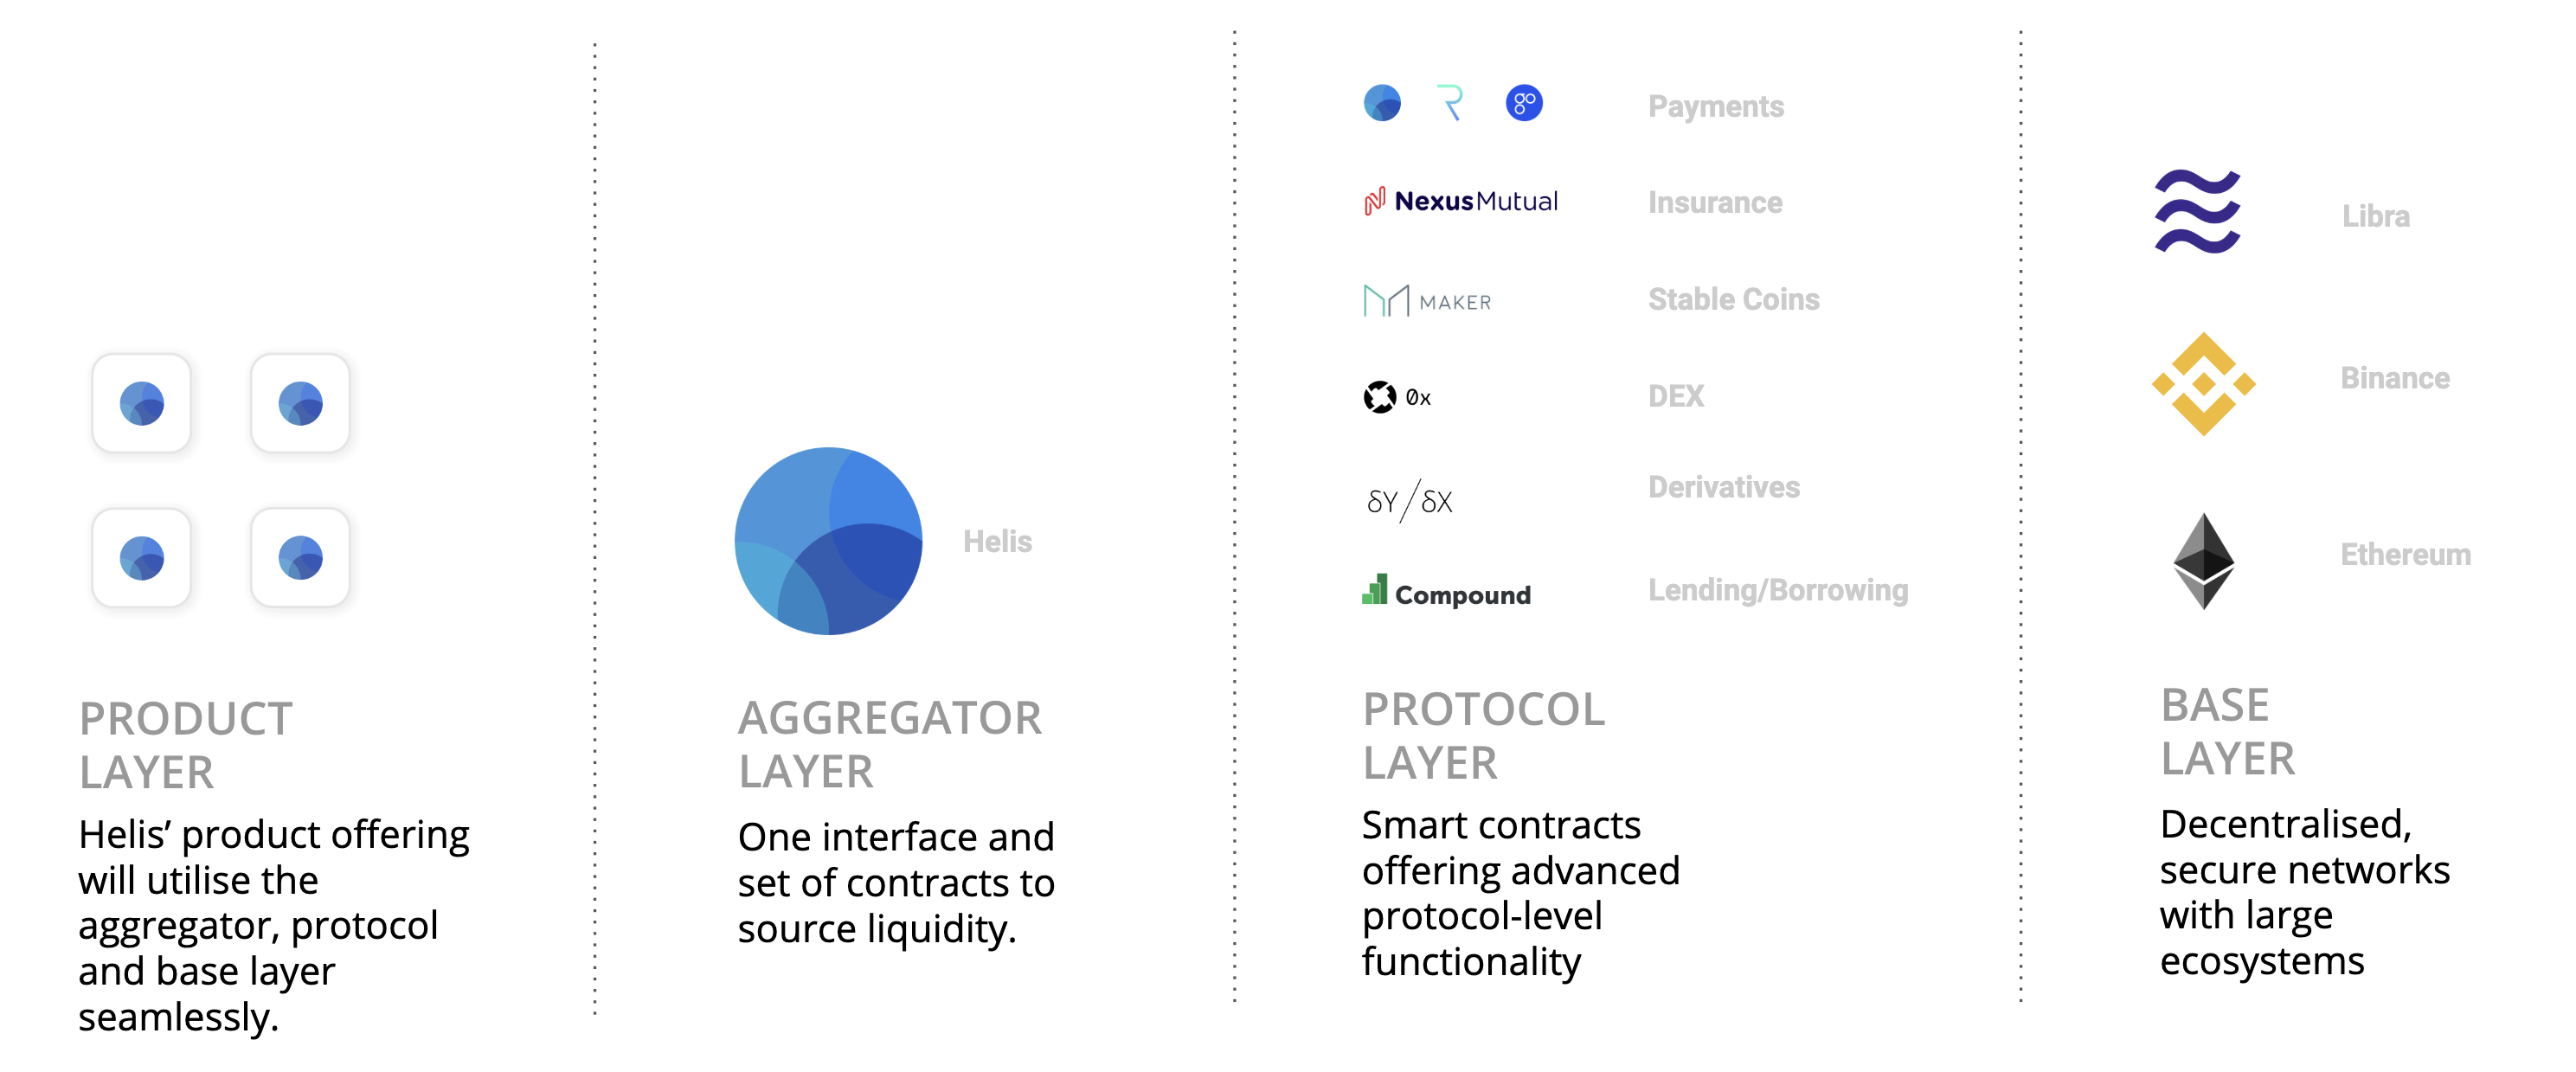 PRODUCT
LAYER
Helis’ product offering
will utilise the
aggregator, protocol
and base layer
seamlessly.
Helis
AGGREGATOR
LAYER
One interface and
set of contracts to
source liquidity.
Payments
NexusMutual
Insurance
MAKER
Stable Coins
0x
DEX
δY/δX
Derivatives
Compound
Lending/Borrowing
PROTOCOL
LAYER
Smart contracts
offering advanced
protocol-level
functionality
Libra
Binance
Ethereum
BASE
LAYER
Decentralised,
secure networks
with large
ecosystems